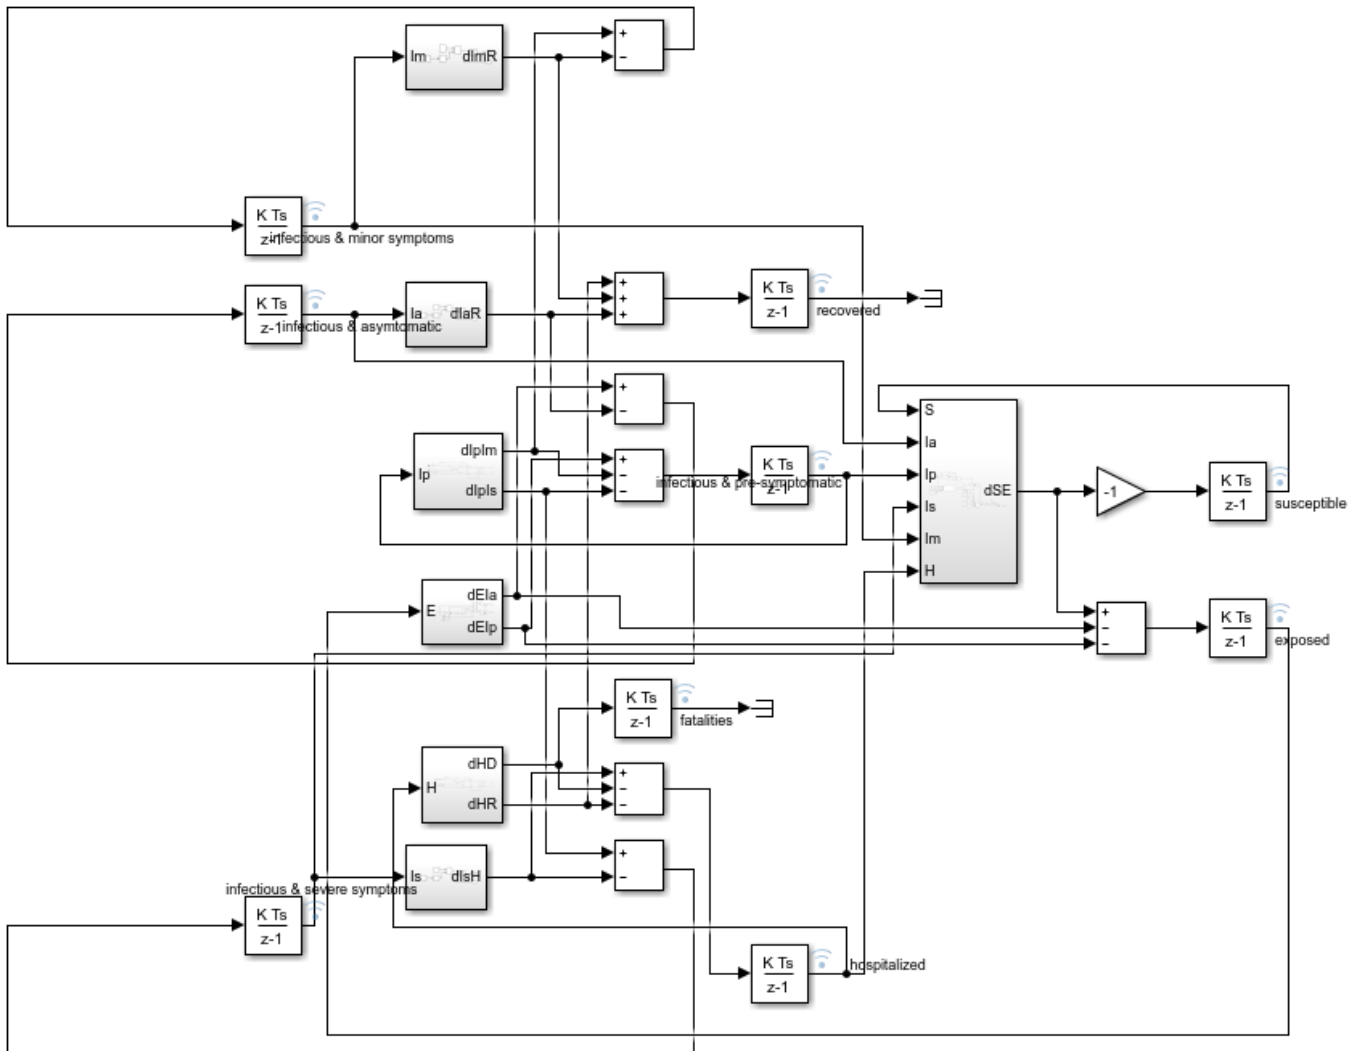 +
−
Im dImR
K Ts
z-1
infectious & minor symptoms
K Ts
z-1
infectious & asymtomatic
Ia dIaR
+
+
+
K Ts
z-1
recovered
+
−
Ip dIpIm
dIpIs
+
−
−
K Ts
z-1
infectious & pre-symptomatic
S
Ia
Ip
Is
Im
H
dSE
-1
K Ts
z-1
susceptible
E dEIa
dEIp
+
−
−
K Ts
z-1
exposed
K Ts
z-1
fatalities
H dHD
dHR
+
−
−
+
−
Is dIsH
infectious & severe symptoms
K Ts
z-1
K Ts
z-1
hospitalized